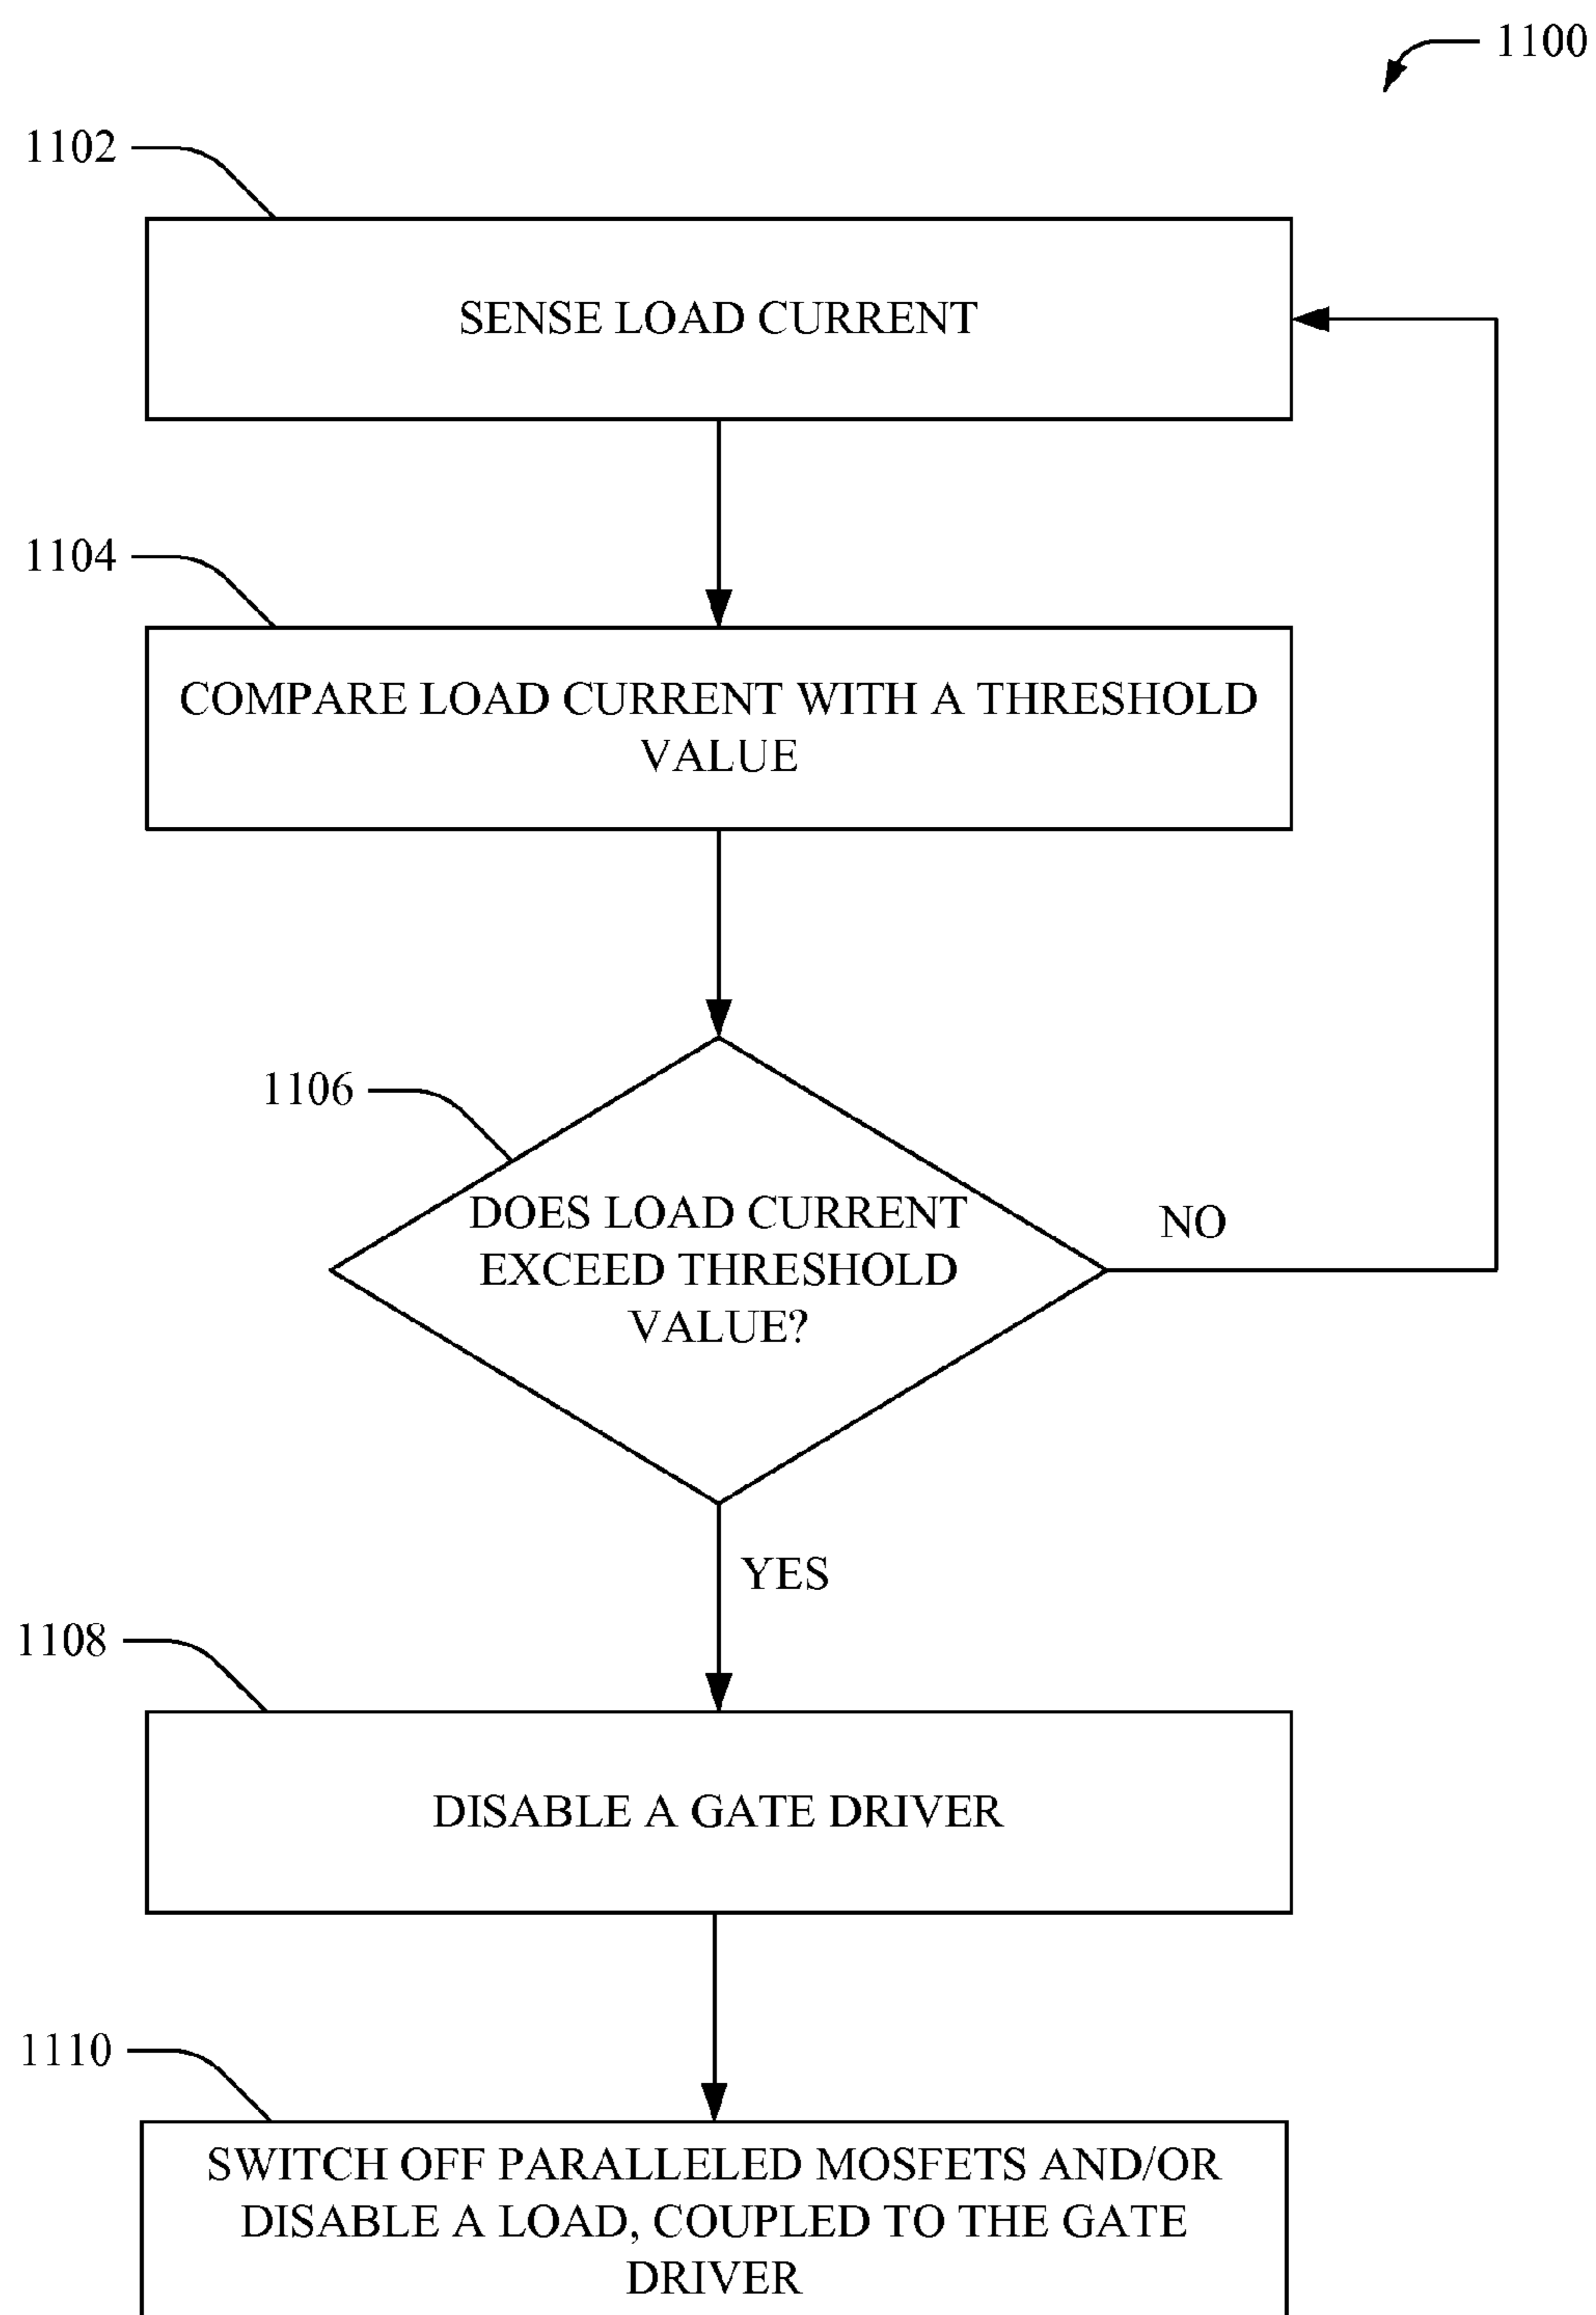 1100
1102
SENSE LOAD CURRENT
1104
COMPARE LOAD CURRENT WITH A THRESHOLD
VALUE
1106
DOES LOAD CURRENT
EXCEED THRESHOLD
VALUE?
NO
YES
1108
DISABLE A GATE DRIVER
1110
SWITCH OFF PARALLELED MOSFETS AND/OR
DISABLE A LOAD, COUPLED TO THE GATE
DRIVER